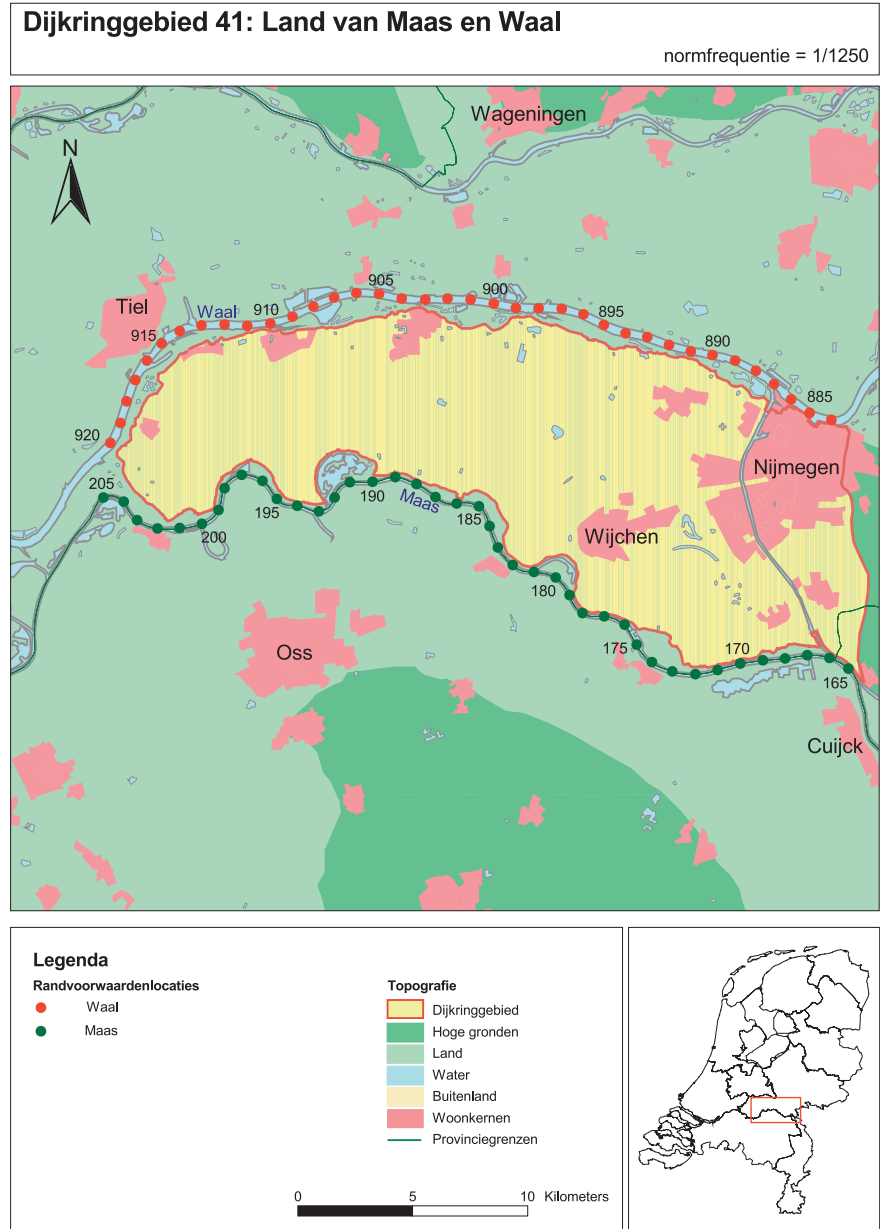 Dijkringgebied 41: Land van Maas en Waal
normfrequentie = 1/1250
Wageningen
N
905
900
Tiel
Waal
910
895
915
890
885
920
Nijmegen
205
190
Maas
195
185
200
Wijchen
180
175
170
Oss
165
Cuijck
Legenda
Randvoorwaardenlocaties
Waal
Maas
Topografie
Dijkringgebied
Hoge gronden
Land
Water
Buitenland
Woonkernen
Provinciegrenzen
0 5 10 Kilometers